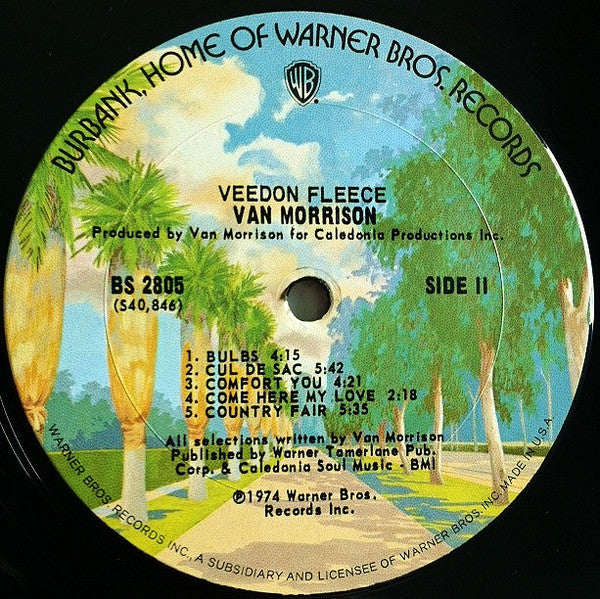 BURBANK, HOME OF WARNER BROS. RECORDS
WB
VEEDON FLEECE
VAN MORRISON
Produced by Van Morrison for Caledonia Productions Inc.
BS 2805
(S40,846)
SIDE II
1. BULBS 4:15
2. CUL DE SAC 5:42
3. COMFORT YOU 4:21
4. COME HERE MY LOVE 2:18
5. COUNTRY FAIR 5:35
All selections written by Van Morrison
Published by Warner Tamerlane Pub.
Corp. & Caledonia Soul Music - BMI
℗1974 Warner Bros.
Records Inc.
WARNER BROS. RECORDS INC., A SUBSIDIARY AND LICENSEE OF WARNER BROS. INC. MADE IN U.S.A.